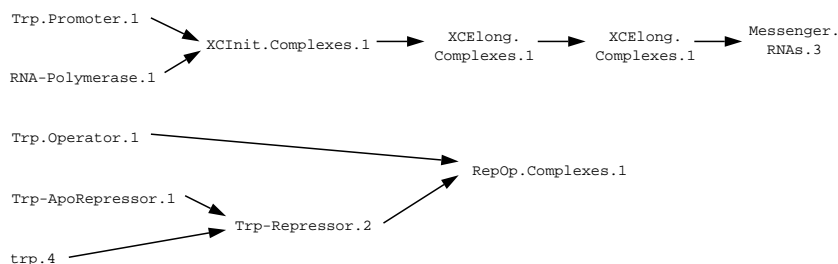 Trp.Promoter.1
RNA-Polymerase.1
XCInit.Complexes.1
XCElong.
Complexes.1
XCElong.
Complexes.1
Messenger.
RNAs.3
Trp.Operator.1
Trp-ApoRepressor.1
trp.4
Trp-Repressor.2
RepOp.Complexes.1